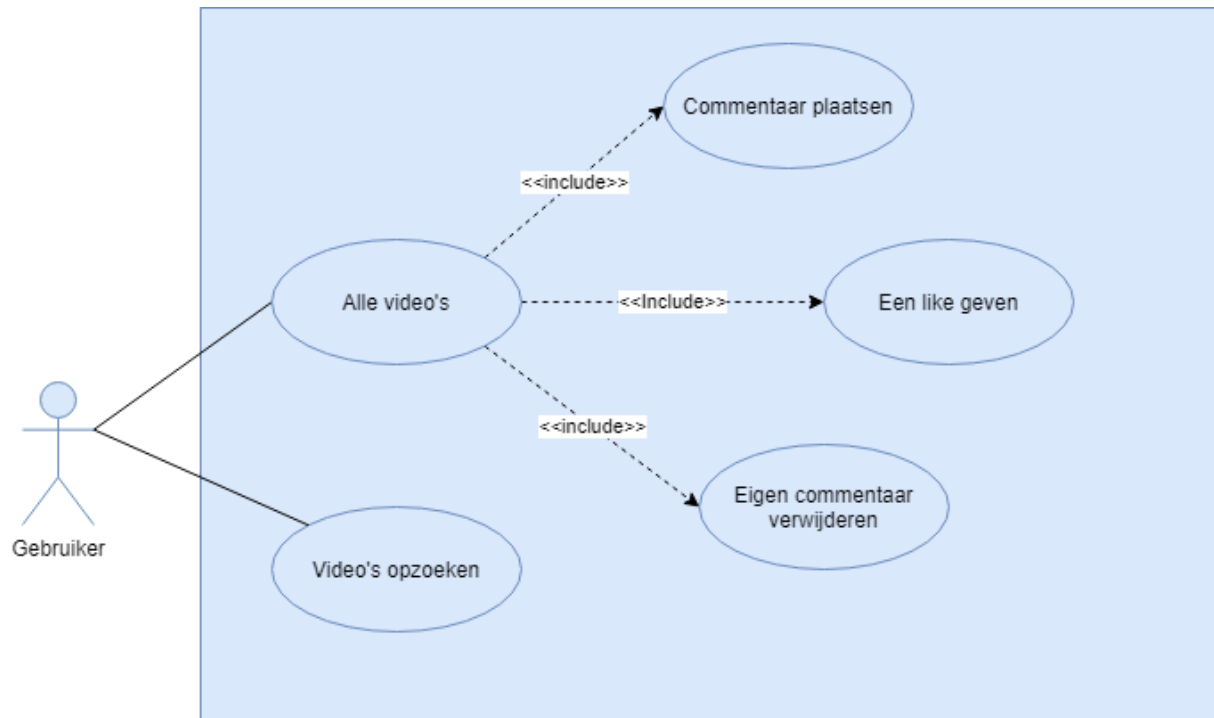 Commentaar plaatsen
<<include>>
Alle video's
<<Include>>
Een like geven
<<include>>
Eigen commentaar
verwijderen
Gebruiker
Video's opzoeken